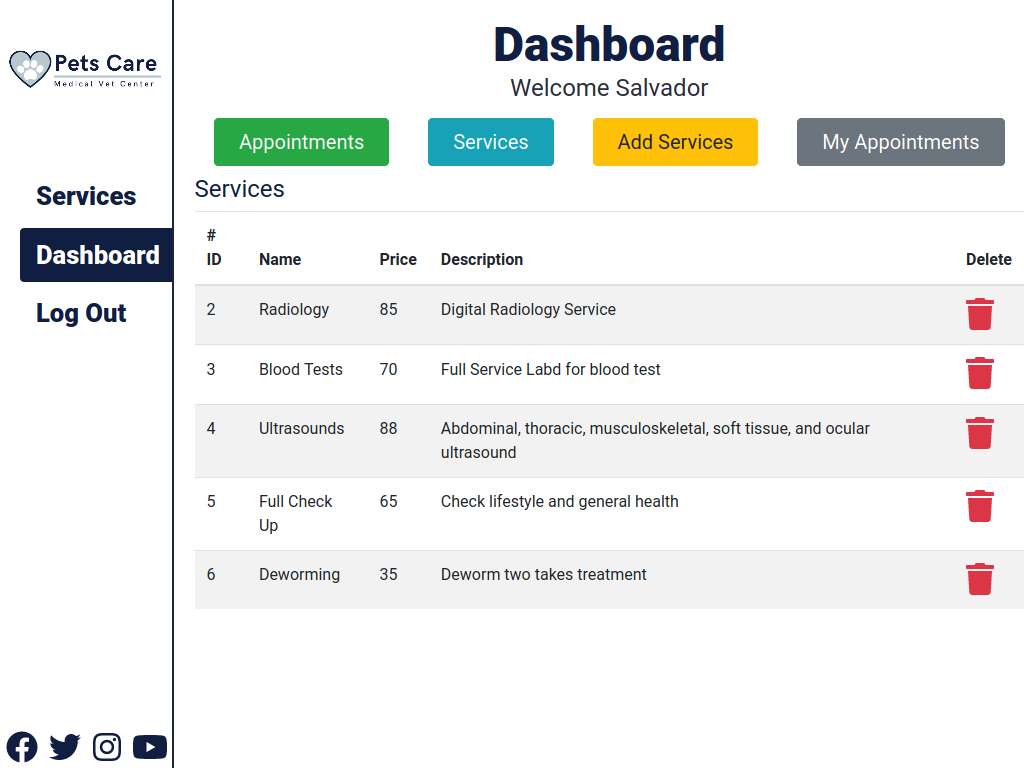 Pets Care
Medical Vet Center
Services
Dashboard
Log Out
Dashboard
Welcome Salvador
Appointments
Services
Add Services
My Appointments
Services
# ID Name Price Description Delete
2 Radiology 85 Digital Radiology Service
3 Blood Tests 70 Full Service Labd for blood test
4 Ultrasounds 88 Abdominal, thoracic, musculoskeletal, soft tissue, and ocular
ultrasound
5 Full Check Up 65 Check lifestyle and general health
6 Deworming 35 Deworm two takes treatment